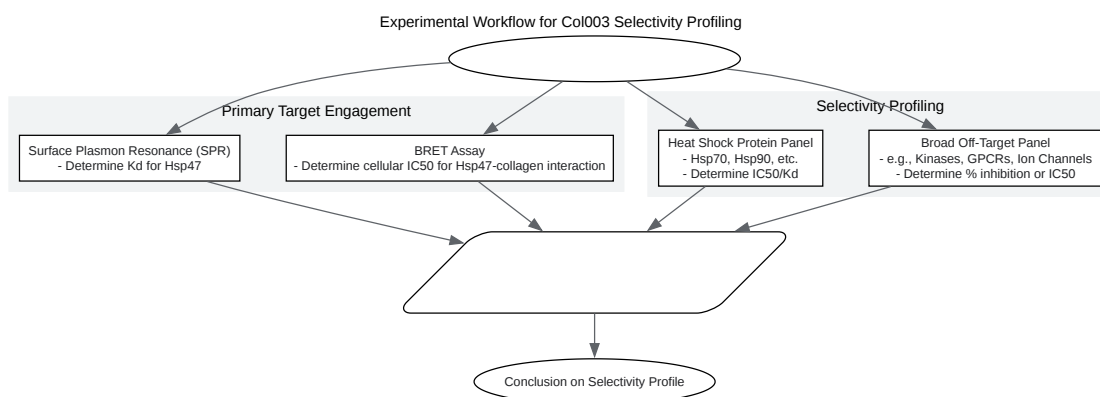 Experimental Workflow for Col003 Selectivity Profiling
Primary Target Engagement
Surface Plasmon Resonance (SPR)
- Determine Kd for Hsp47
BRET Assay
- Determine cellular IC50 for Hsp47-collagen interaction
Selectivity Profiling
Heat Shock Protein Panel
- Hsp70, Hsp90, etc.
- Determine IC50/Kd
Broad Off-Target Panel
- e.g., Kinases, GPCRs, Ion Channels
- Determine % inhibition or IC50
Conclusion on Selectivity Profile